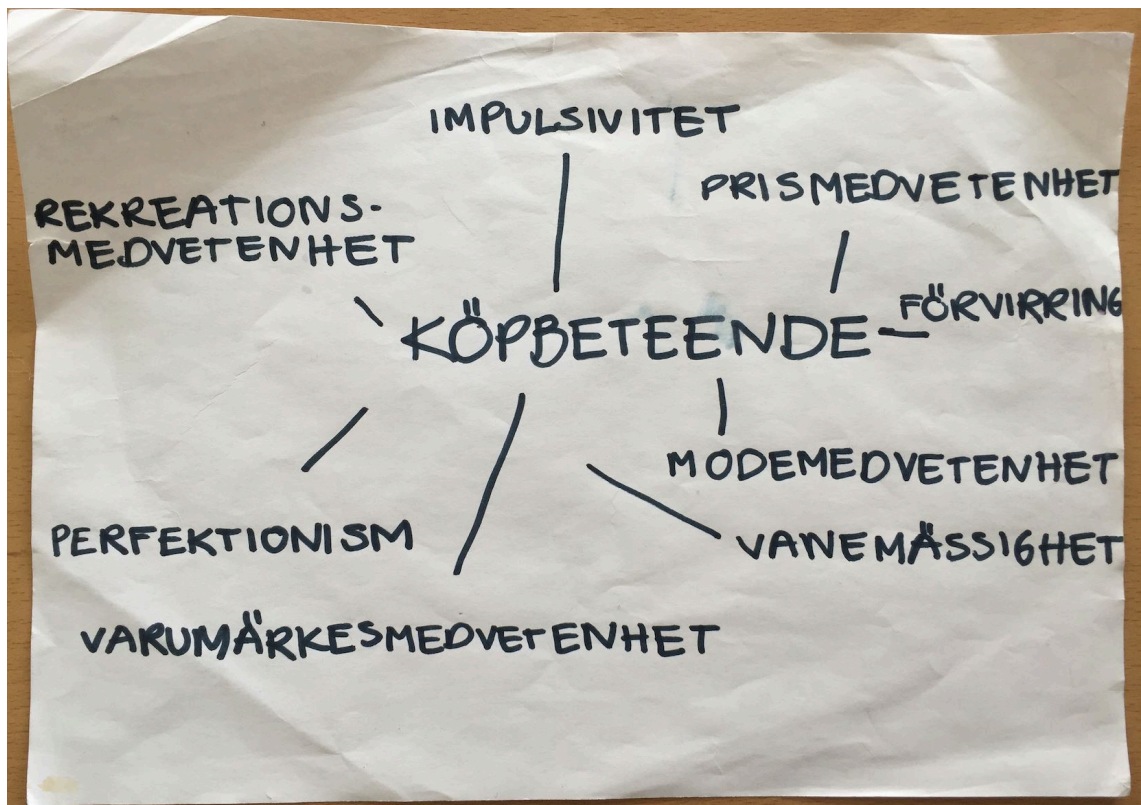 IMPULSIVITET
PRISMEDVETENHET
REKREATIONS-
MEDVETENHET
FÖRVIRRING
KÖPBETEENDE
MODEMEDVETENHET
PERFEKTIONISM
VANEMÄSSIGHET
VARUMÄRKESMEDVETENHET